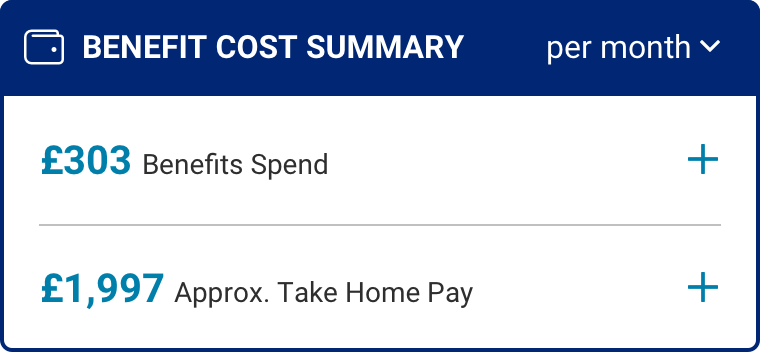 BENEFIT COST SUMMARY per month
£303 Benefits Spend
£1,997 Approx. Take Home Pay